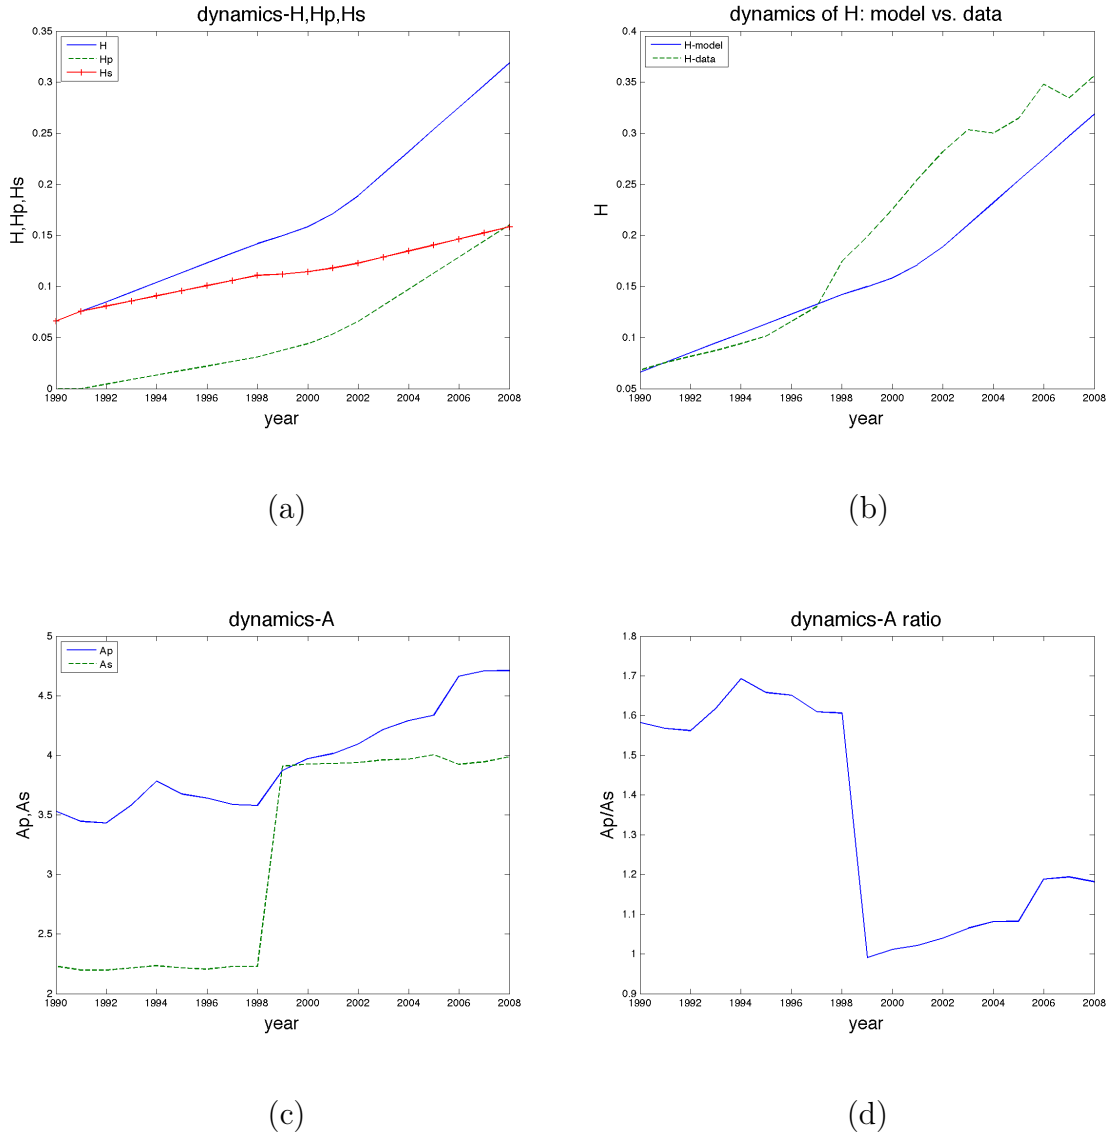 dynamics-H,Hp,Hs
0.35
0.3
0.25
0.2
0.15
0.1
0.05
0
H,Hp,Hs
H
Hp
Hs
1990 1992 1994 1996 1998 2000 2002 2004 2006 2008
year
(a)
dynamics of H: model vs. data
0.4
0.35
0.3
0.25
0.2
0.15
0.1
0.05
H
H-model
H-data
1990 1992 1994 1996 1998 2000 2002 2004 2006 2008
year
(b)
dynamics-A
5
4.5
4
3.5
3
2.5
2
Ap,As
Ap
As
1990 1992 1994 1996 1998 2000 2002 2004 2006 2008
year
(c)
dynamics-A ratio
1.8
1.7
1.6
1.5
1.4
1.3
1.2
1.1
1
0.9
Ap/As
1990 1992 1994 1996 1998 2000 2002 2004 2006 2008
year
(d)